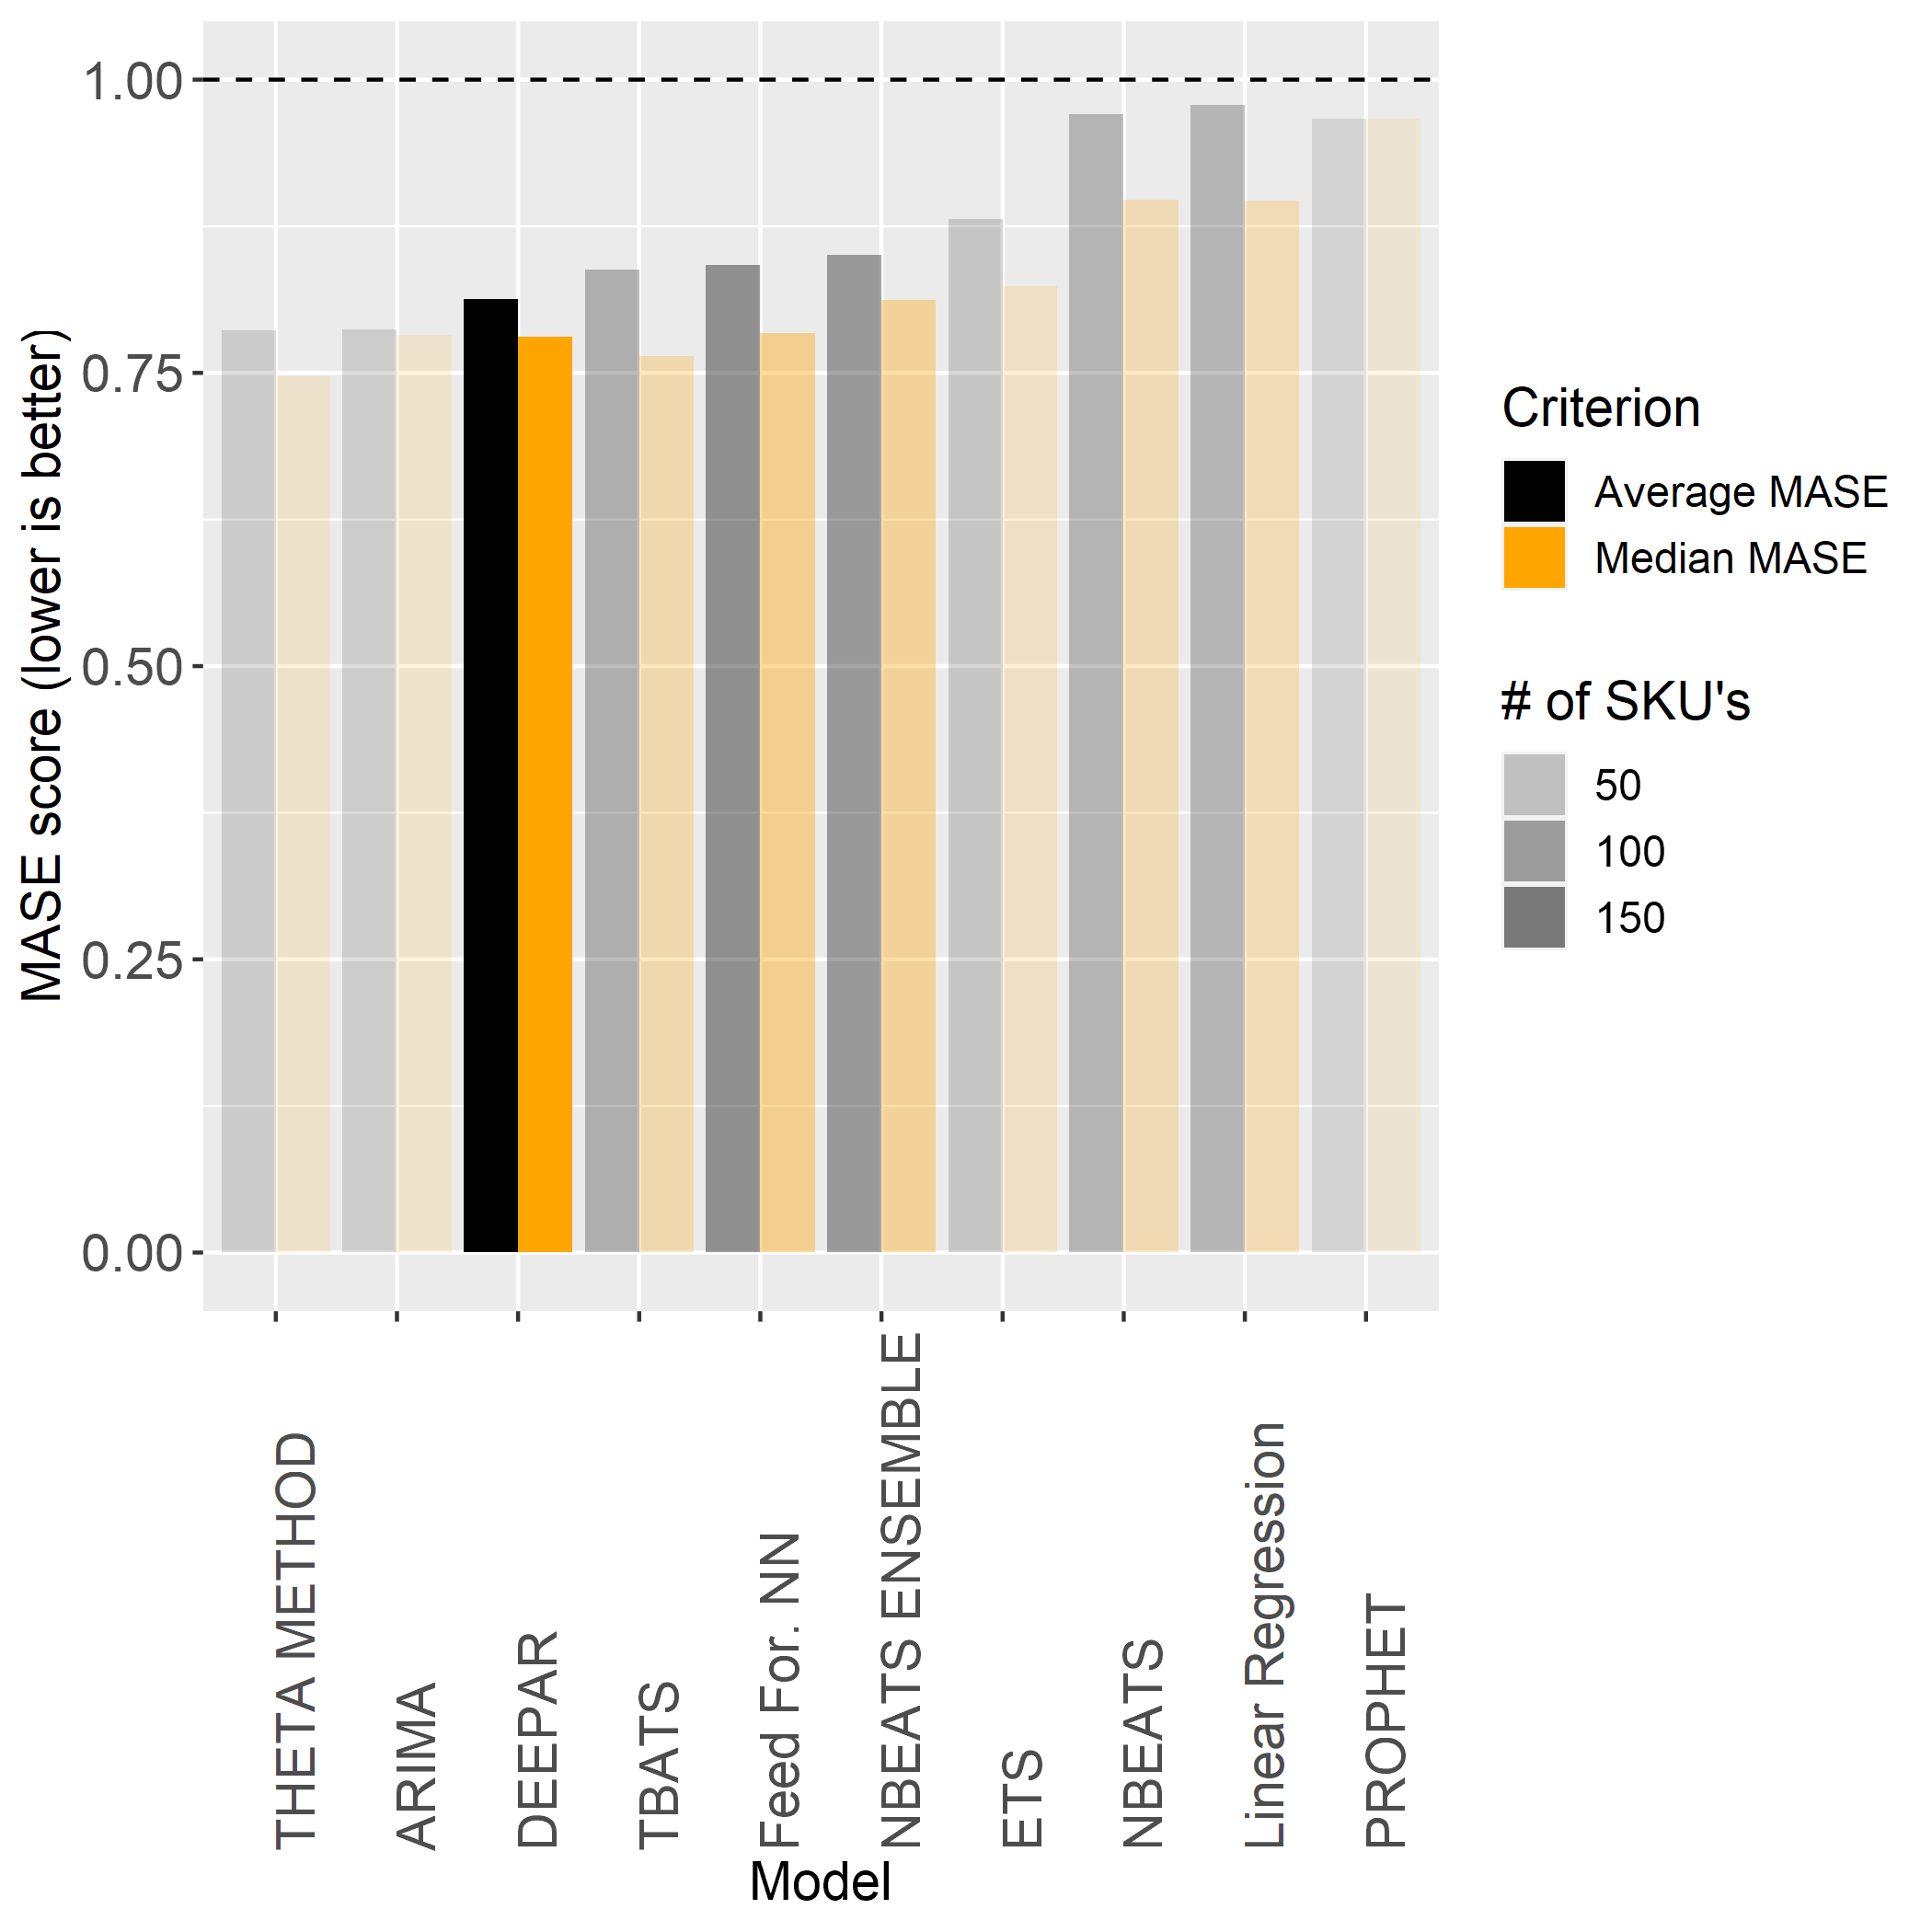 MASE score (lower is better)
1.00
0.75
0.50
0.25
0.00
THETA METHOD
ARIMA
DEEPAR
TBATS
Feed For. NN
NBEATS ENSEMBLE
ETS
NBEATS
Linear Regression
PROPHET
Model
Criterion
Average MASE
Median MASE
# of SKU's
50
100
150